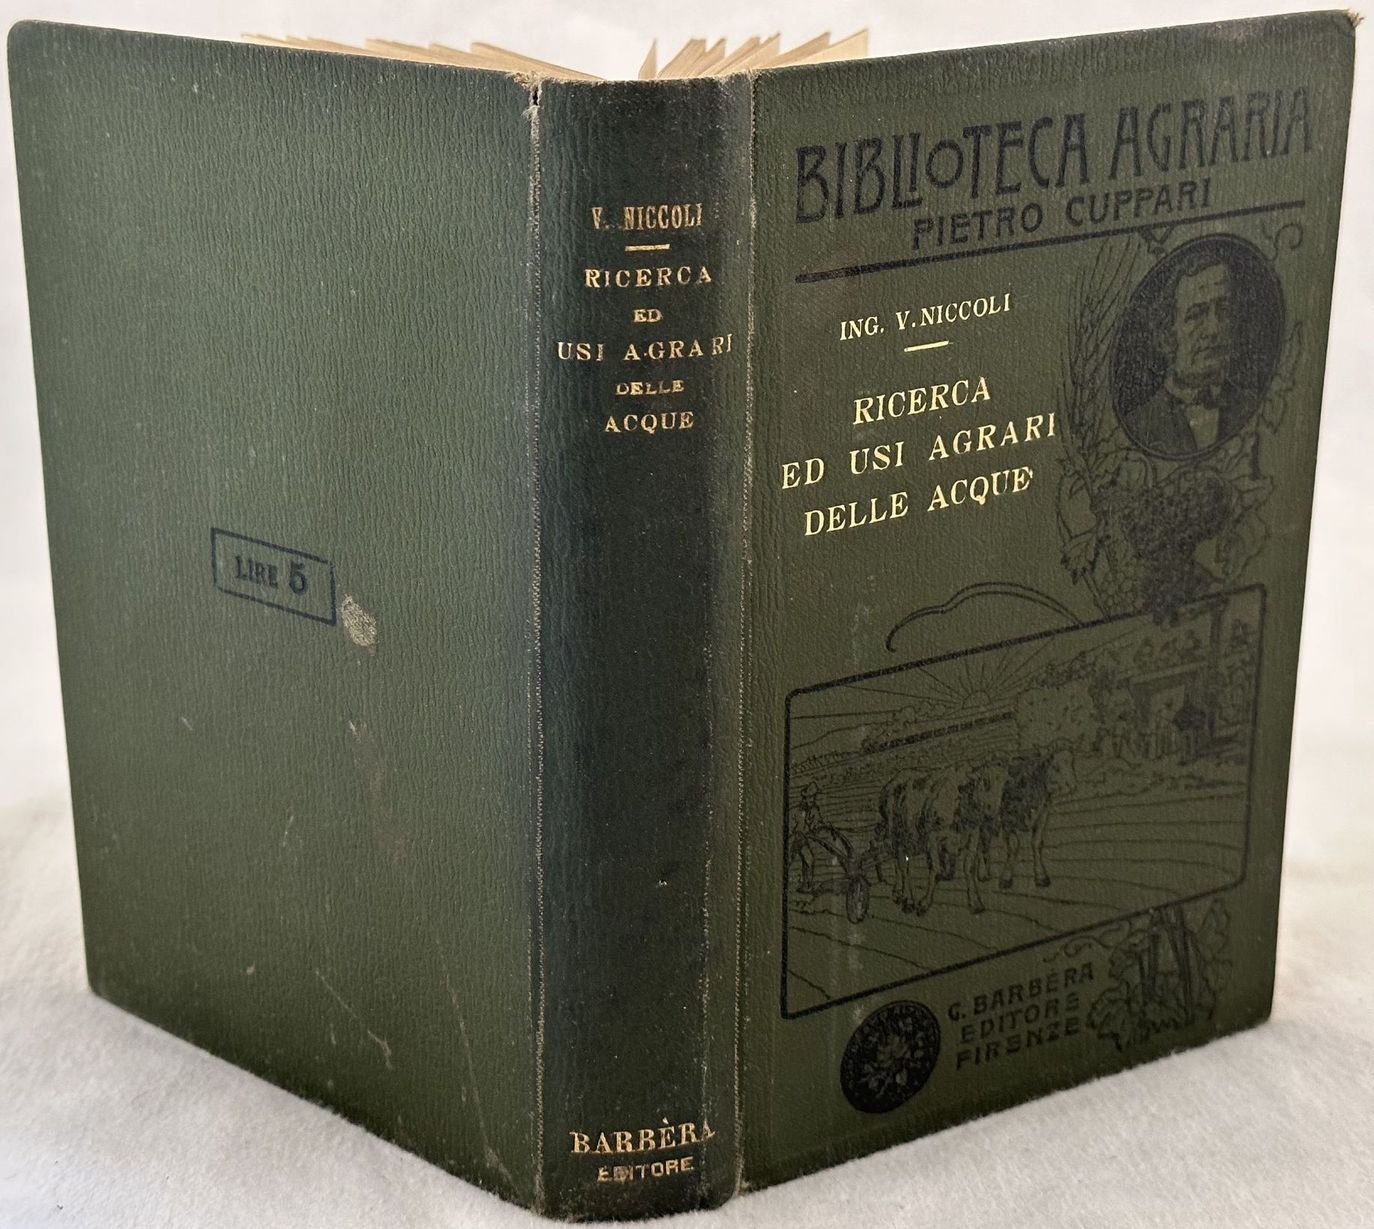 LIRE 5
V. NICCOLI
RICERCA
ED
USI AGRARI
DELLE
ACQUE
BARBÈRA
EDITORE
BIBLIOTECA AGRARIA
PIETRO CUPPARI
ING. V. NICCOLI
RICERCA
ED USI AGRARI
DELLE ACQUE
G. BARBÈRA
EDITORE
FIRENZE